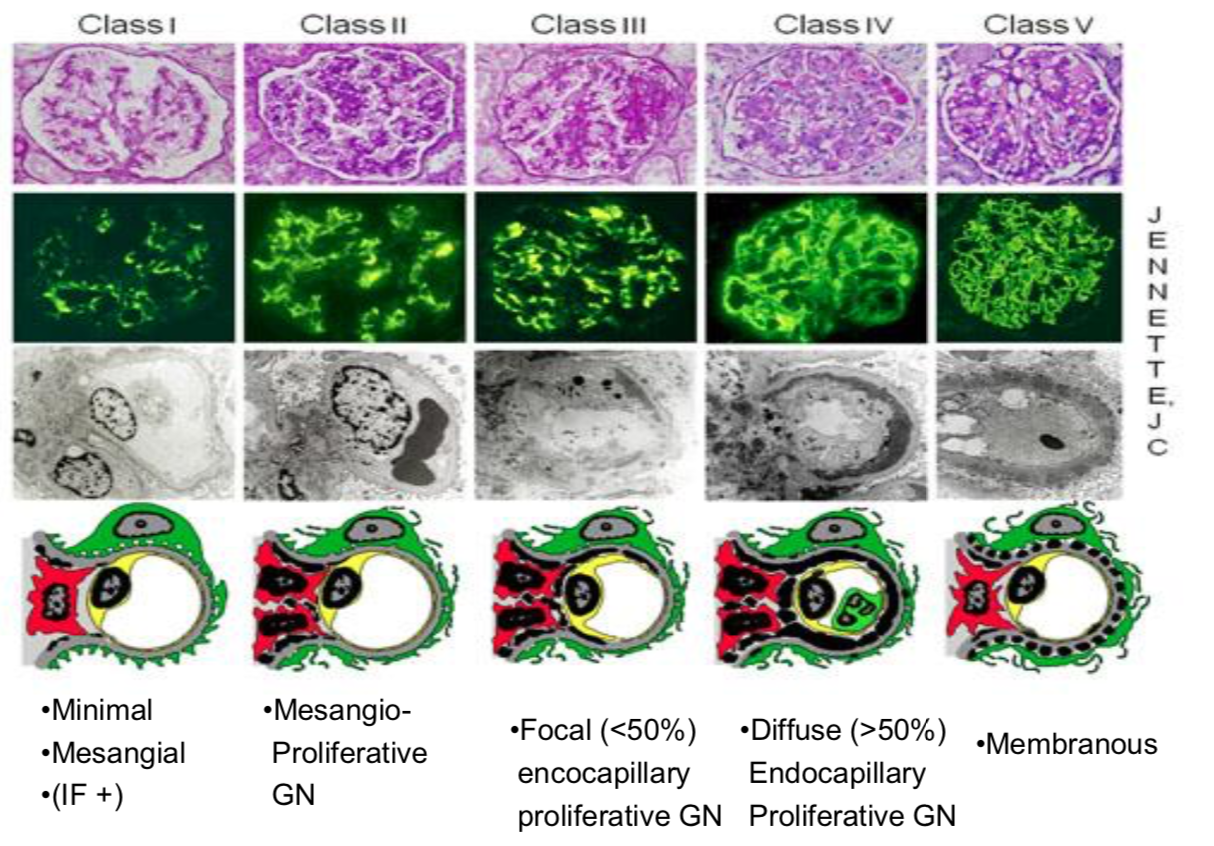 Class I
Class II
Class III
Class IV
Class V
JENNETTE, J C
•Minimal
•Mesangial
•(IF +)
•Mesangio-
Proliferative
GN
•Focal (<50%)
encocapillary
proliferative GN
•Diffuse (>50%)
Endocapillary
Proliferative GN
•Membranous